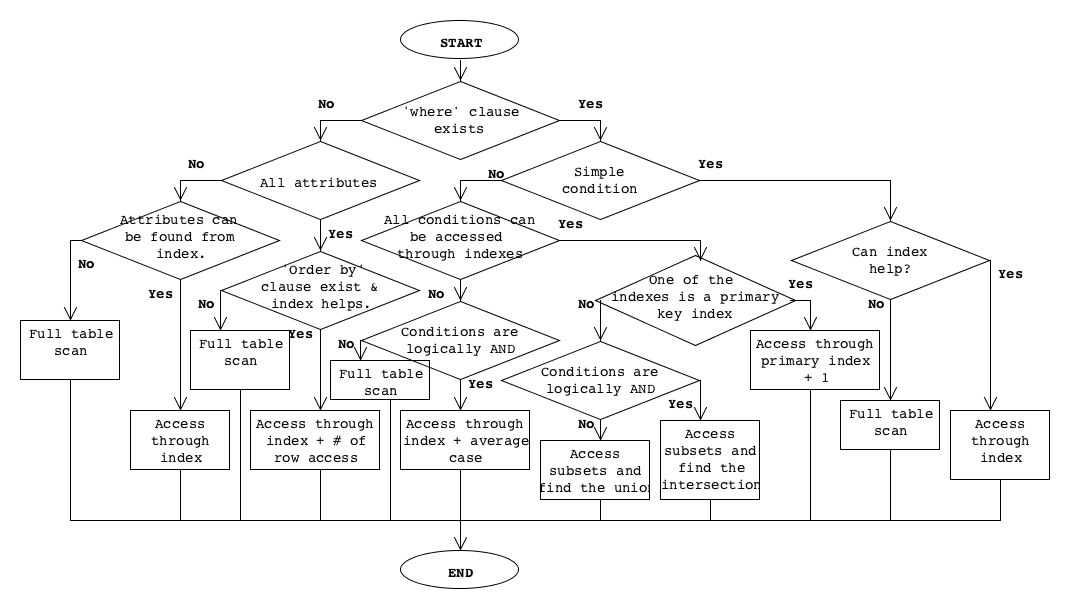 START
No
Yes
'where' clause
exists
No
All attributes
No
Simple
condition
Yes
Attributes can
be found from
index.
Yes
All conditions can
be accessed
through indexes
Yes
Can index
help?
No
Yes
'Order by'
clause exist &
index helps.
No
One of the
indexes is a primary
key index
Yes
Yes
No
Yes
No
No
No
Full table
scan
Full table
scan
Conditions are
logically AND
Full table
scan
Yes
Conditions are
logically AND
Yes
No
Access through
primary index
+ 1
Full table
scan
Access
through
index
Access
through
index
Access through
index + # of
row access
Access through
index + average
case
Access
subsets and
find the union
Access
subsets and
find the
intersection
END